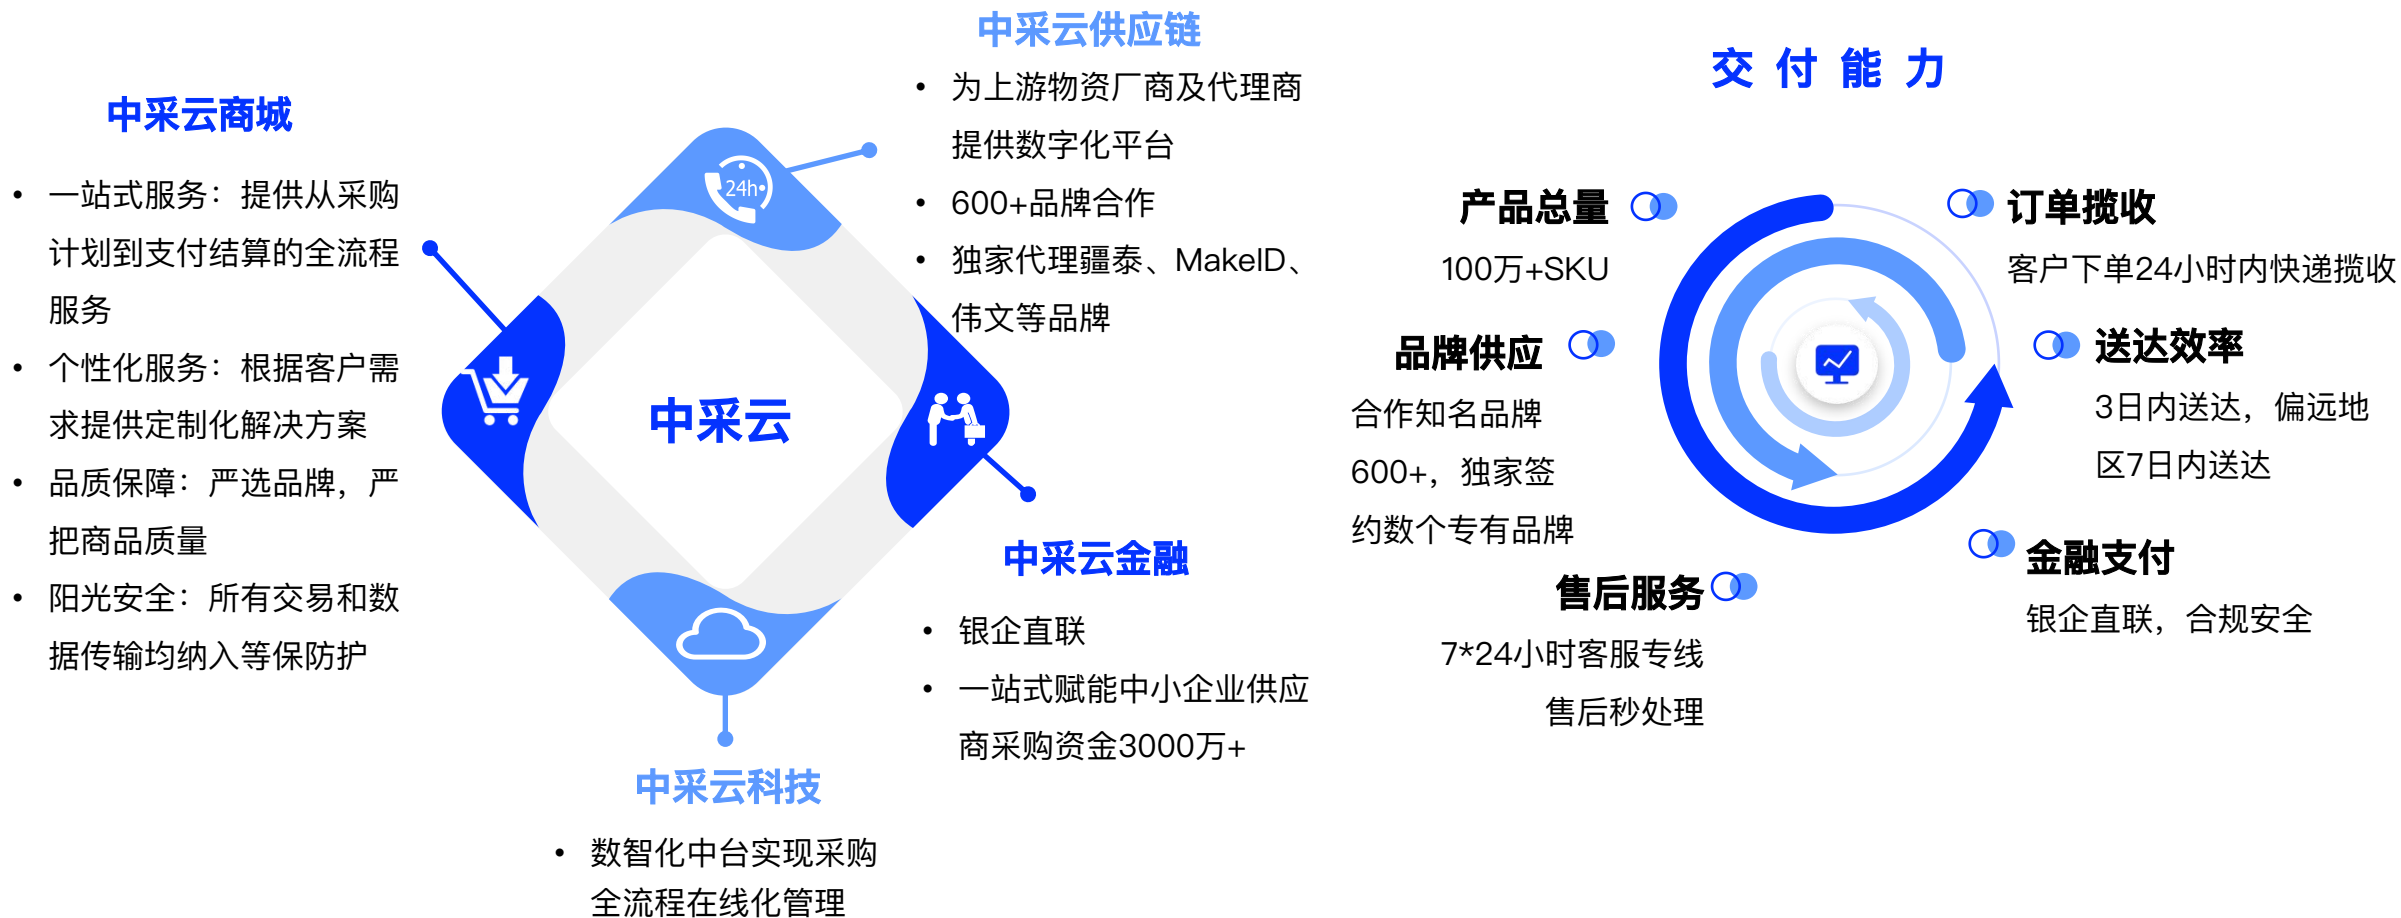 中采云商城
• 一站式服务：提供从采购
计划到支付结算的全流程
服务
• 个性化服务：根据客户需
求提供定制化解决方案
• 品质保障：严选品牌，严
把商品质量
• 阳光安全：所有交易和数
据传输均纳入等保防护
中采云供应链
• 为上游物资厂商及代理商
提供数字化平台
• 600+品牌合作
• 独家代理疆泰、MakeID、
伟文等品牌
24h
中采云
中采云金融
• 银企直联
• 一站式赋能中小企业供应
商采购资金3000万+
中采云科技
• 数智化中台实现采购
全流程在线化管理
交付能力
产品总量
100万+SKU
品牌供应
合作知名品牌
600+，独家签
约数个专有品牌
售后服务
7*24小时客服专线
售后秒处理
订单揽收
客户下单24小时内快递揽收
送达效率
3日内送达，偏远地
区7日内送达
金融支付
银企直联，合规安全